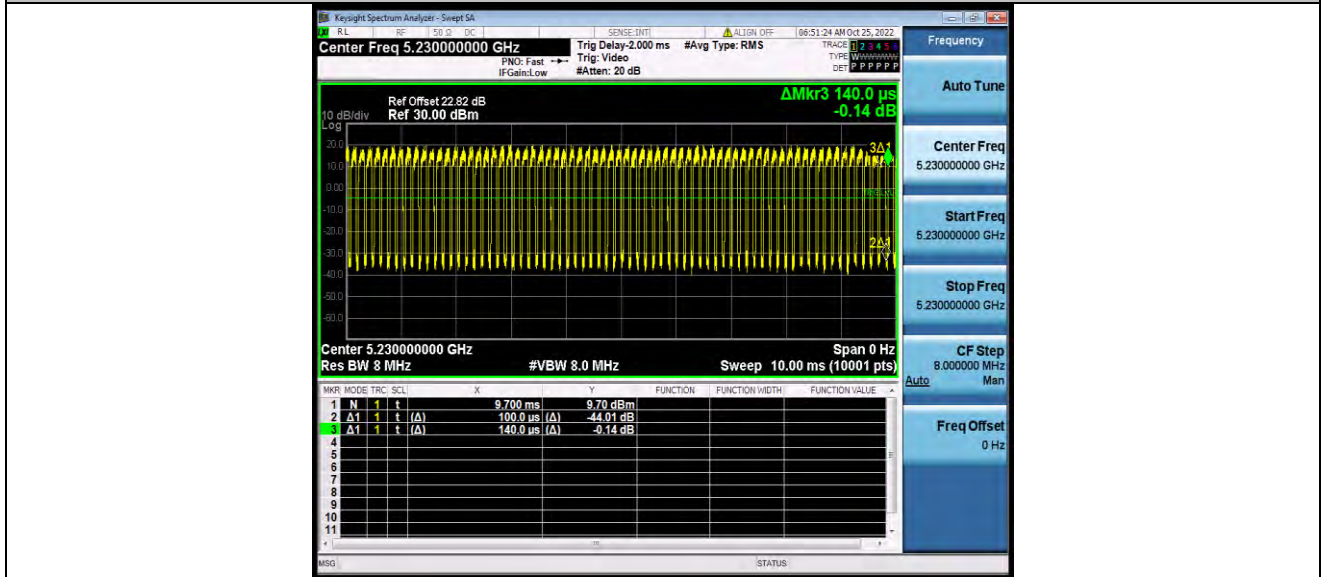 Keysight Spectrum Analyzer - Swept SA
RL RF 50 Ω DC SENSE:INT ALIGN OFF 06:51:24 AM Oct 25, 2022
Center Freq 5.230000000 GHz Trig Delay-2.000 ms #Avg Type: RMS TRACE 1 2 3 4 5 6
PNO: Fast Trig: Video TYPE WWWWWW
IFGain:Low #Atten: 20 dB DET P P P P P P
Frequency
ΔMkr3 140.0 µs
-0.14 dB
Ref Offset 22.82 dB
10 dB/div Ref 30.00 dBm
Log
20.0
10.0
0.00
-10.0
-20.0
-30.0
-40.0
-50.0
-60.0
3Δ1
2Δ1
Center 5.230000000 GHz Span 0 Hz
Res BW 8 MHz #VBW 8.0 MHz Sweep 10.00 ms (10001 pts)
MKR MODE TRC SCL X Y FUNCTION FUNCTION WIDTH FUNCTION VALUE
1 N 1 t 9.700 ms 9.70 dBm
2 Δ1 1 t (Δ) 100.0 µs (Δ) -44.01 dB
3 Δ1 1 t (Δ) 140.0 µs (Δ) -0.14 dB
4
5
6
7
8
9
10
11
MSG STATUS
Auto Tune
Center Freq
5.230000000 GHz
Start Freq
5.230000000 GHz
Stop Freq
5.230000000 GHz
CF Step
8.000000 MHz
Auto Man
Freq Offset
0 Hz